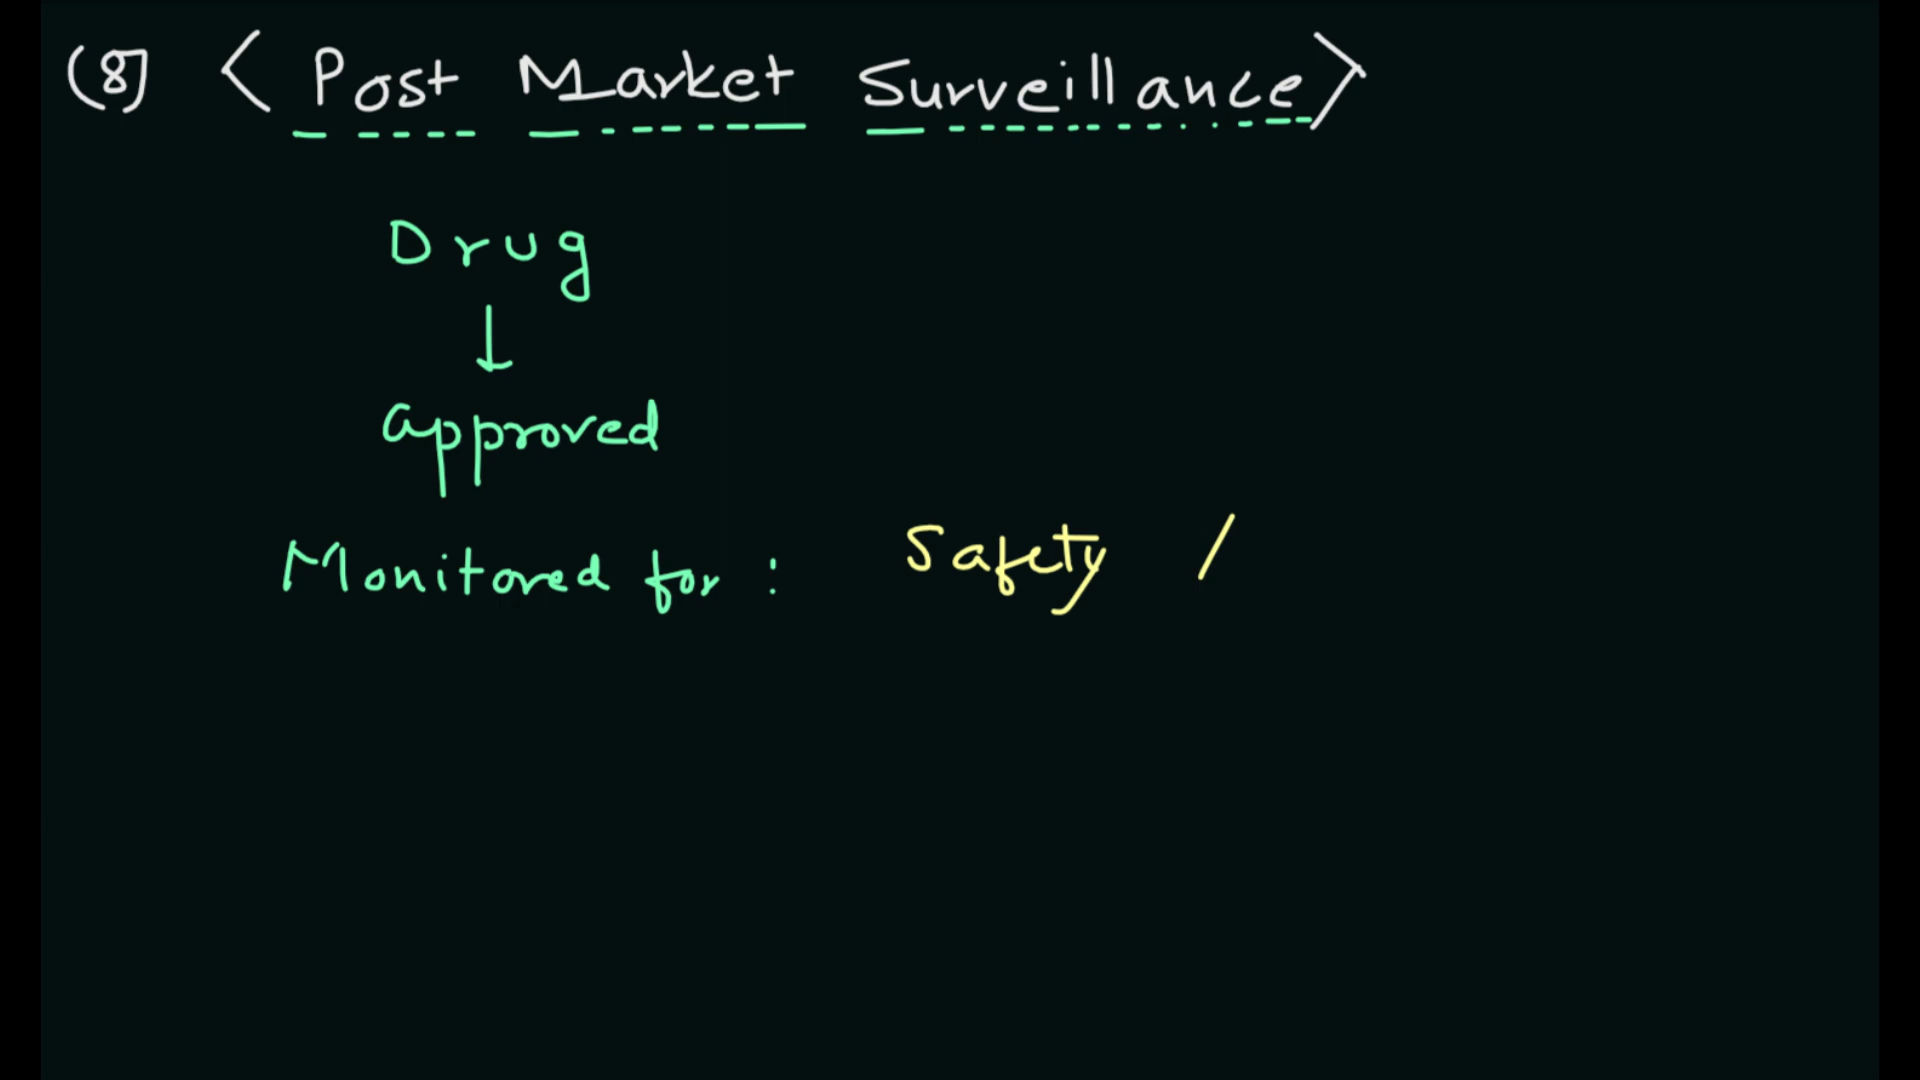 (8) < Post Market Surveillance >
Drug
↓
approved
Monitored for : Safety /